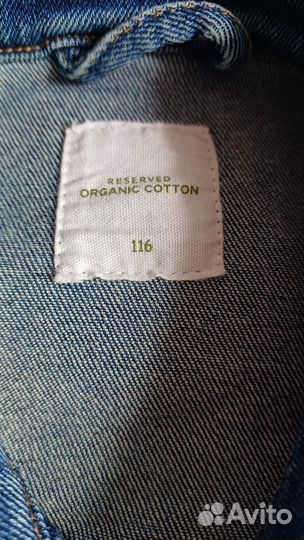 RESERVED
ORGANIC COTTON
116
Avito